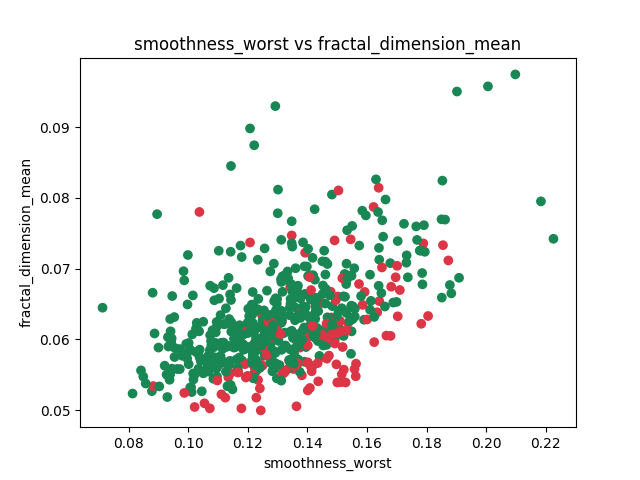 smoothness_worst vs fractal_dimension_mean
0.09
0.08
0.07
0.06
0.05
fractal_dimension_mean
0.08 0.10 0.12 0.14 0.16 0.18 0.20 0.22
smoothness_worst